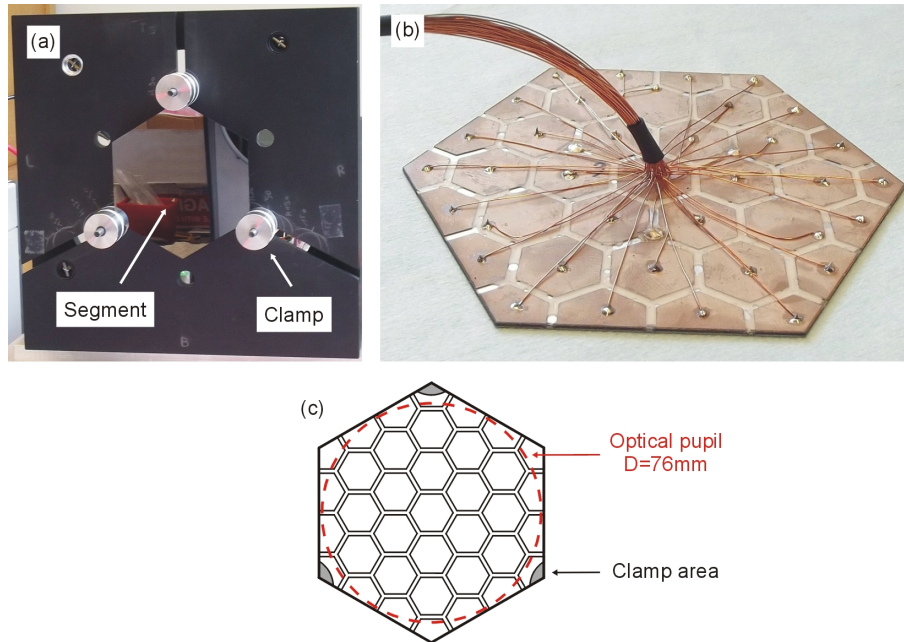 (a)
Segment
Clamp
B
R
(b)
(c)
Optical pupil
D=76mm
Clamp area